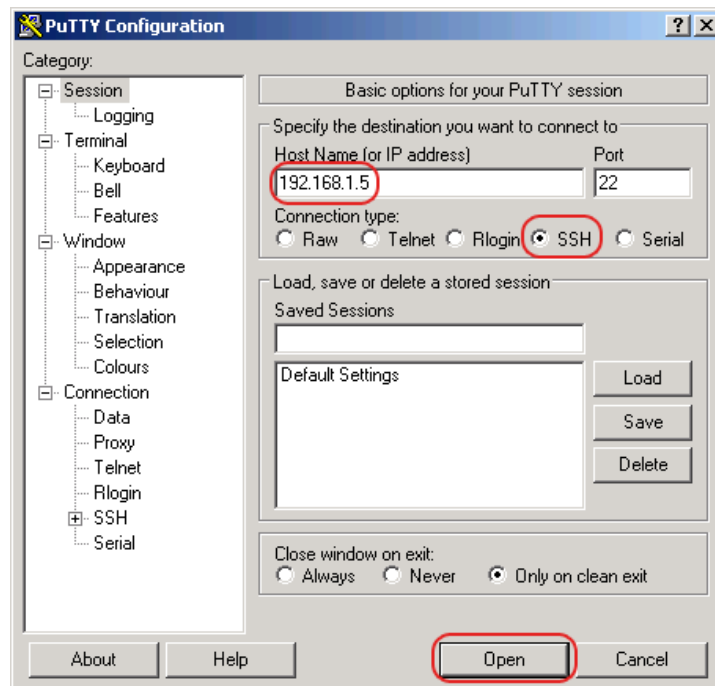 PuTTY Configuration
Category:
Session
Logging
Terminal
Keyboard
Bell
Features
Window
Appearance
Behaviour
Translation
Selection
Colours
Connection
Data
Proxy
Telnet
Rlogin
SSH
Serial
Basic options for your PuTTY session
Specify the destination you want to connect to
Host Name (or IP address) Port
192.168.1.5 22
Connection type:
Raw Telnet Rlogin SSH Serial
Load, save or delete a stored session
Saved Sessions
Default Settings
Load
Save
Delete
Close window on exit:
Always Never Only on clean exit
About Help Open Cancel